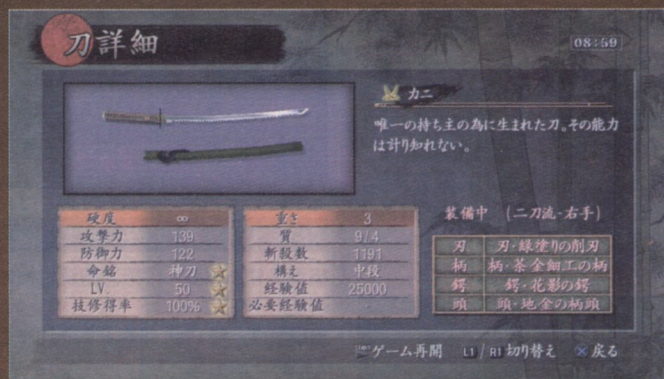 刀詳細
08:59
カニ
唯一の持ち主の為に生まれた刀。その能力
は計り知れない。
硬度 ∞
攻撃力 139
防御力 122
命銘 神刀
LV. 50
技修得率 100%
重さ 3
質 9/4
斬殺数 1191
構え 中段
経験値 25000
必要経験値 -
装備中 (二刀流・右手)
刃 刃・緑塗りの削刃
柄 柄・茶金細工の柄
鍔 鍔・花影の鍔
頭 頭・地金の柄頭
ゲーム再開 L1/R1切り替え ×戻る